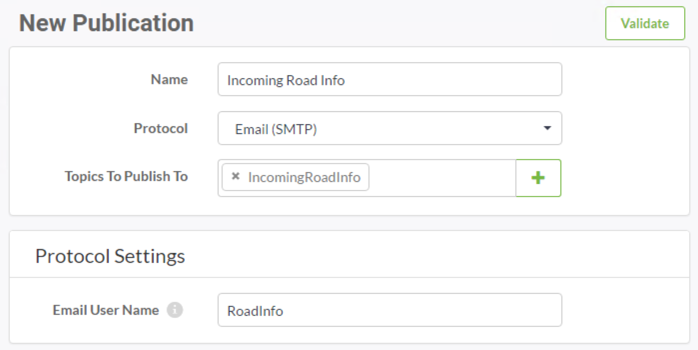 New Publication
Validate
Name
Incoming Road Info
Protocol
Email (SMTP)
Topics To Publish To
× IncomingRoadInfo
+
Protocol Settings
Email User Name i
RoadInfo